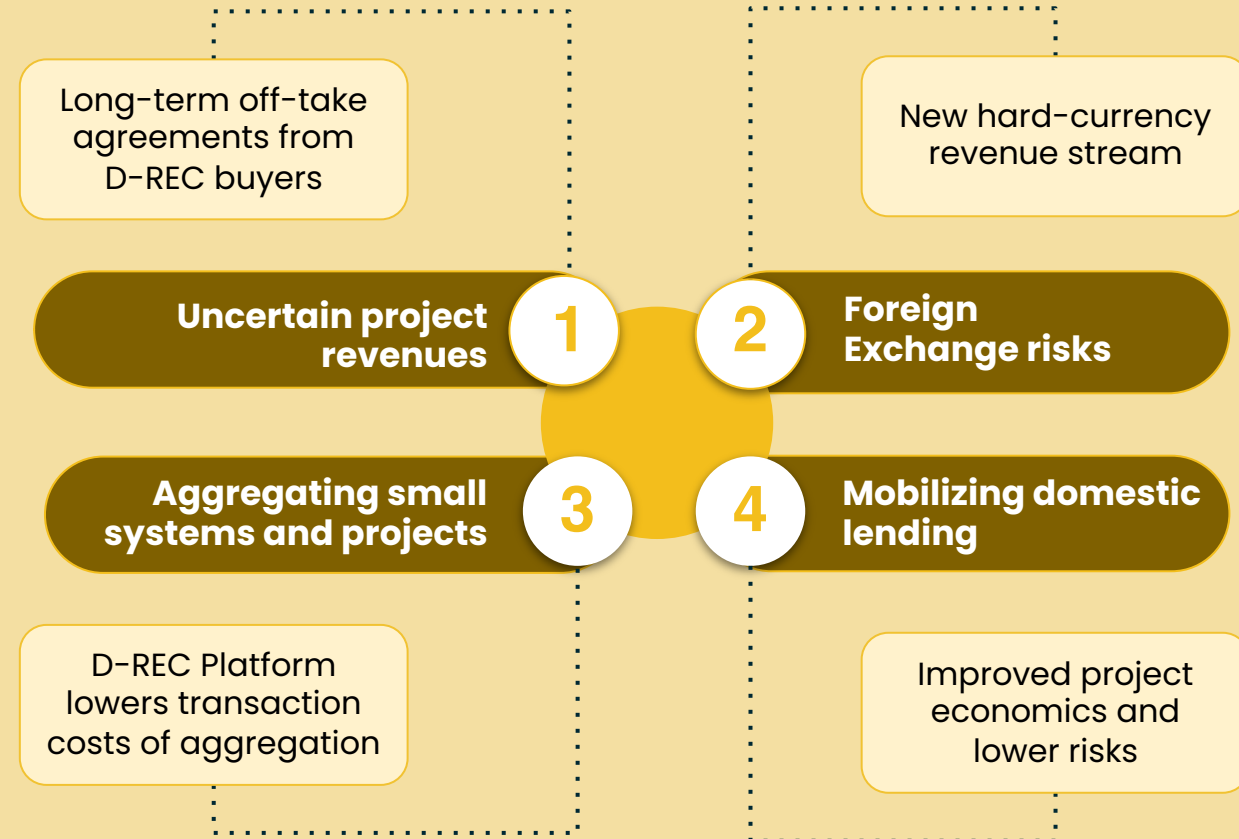 Long-term off-take
agreements from
D-REC buyers
New hard-currency
revenue stream
Uncertain project
revenues
1
2
Foreign
Exchange risks
Aggregating small
systems and projects
3
4
Mobilizing domestic
lending
D-REC Platform
lowers transaction
costs of aggregation
Improved project
economics and
lower risks